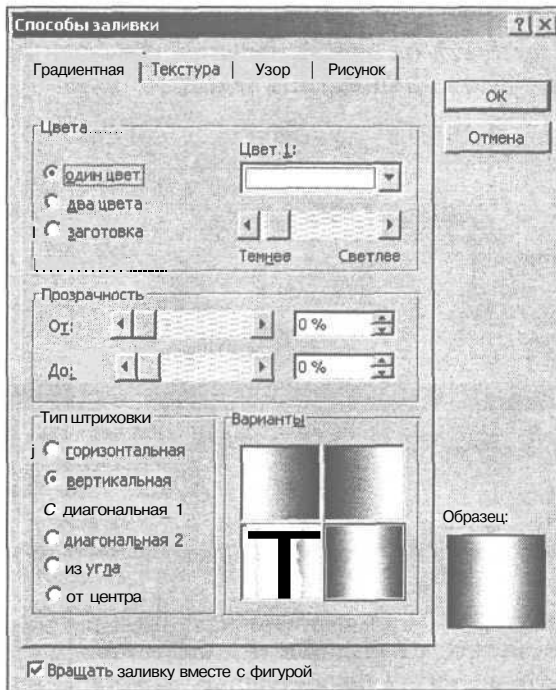 Способы заливки
Градиентная | Текстура | Узор | Рисунок
ОК
Отмена
Цвета
один цвет
два цвета
заготовка
Цвет 1:
Темнее Светлее
Прозрачность
От: 0 %
До: 0 %
Тип штриховки
горизонтальная
вертикальная
С диагональная 1
диагональная 2
из угла
от центра
Варианты
Т
Образец:
Вращать заливку вместе с фигурой